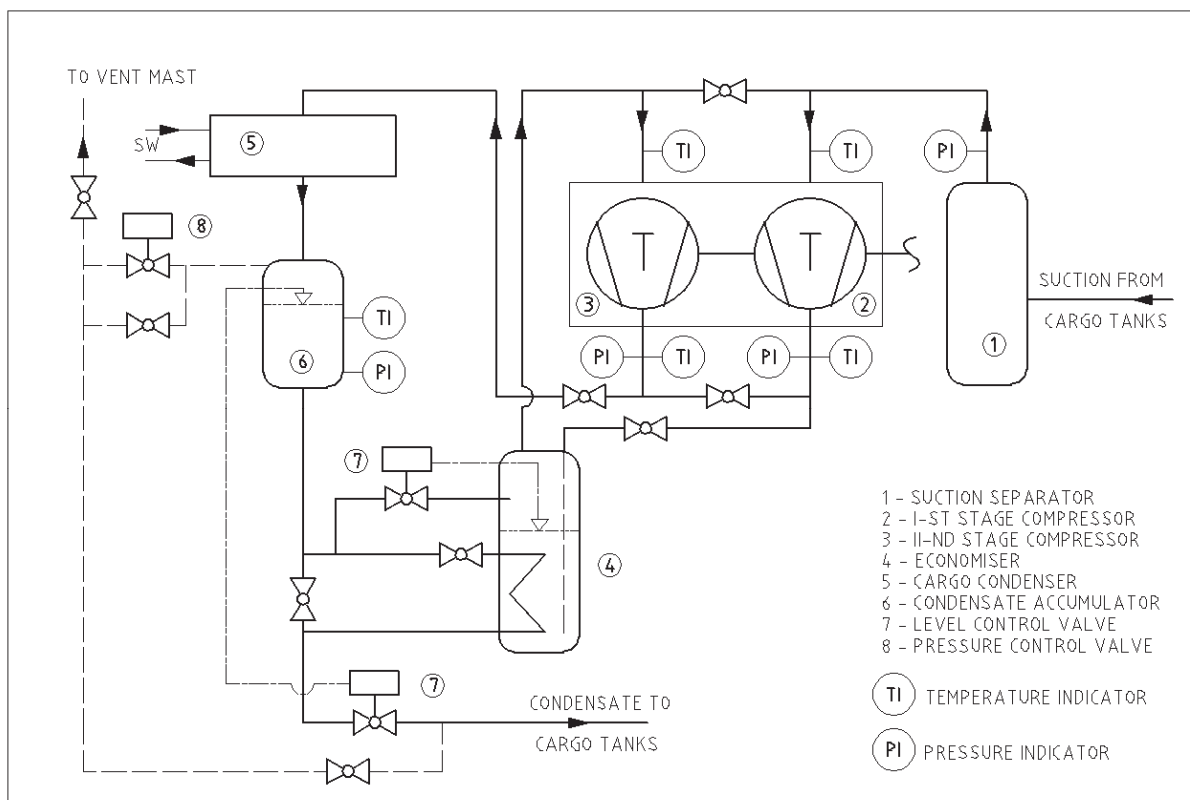 TO VENT MAST
SW
5
8
TI
TI
PI
3
2
SUCTION FROM
CARGO TANKS
1
TI
PI
6
PI
TI
PI
TI
7
4
1 - SUCTION SEPARATOR
2 - I-ST STAGE COMPRESSOR
3 - II-ND STAGE COMPRESSOR
4 - ECONOMISER
5 - CARGO CONDENSER
6 - CONDENSATE ACCUMULATOR
7 - LEVEL CONTROL VALVE
8 - PRESSURE CONTROL VALVE
7
CONDENSATE TO
CARGO TANKS
TI TEMPERATURE INDICATOR
PI PRESSURE INDICATOR